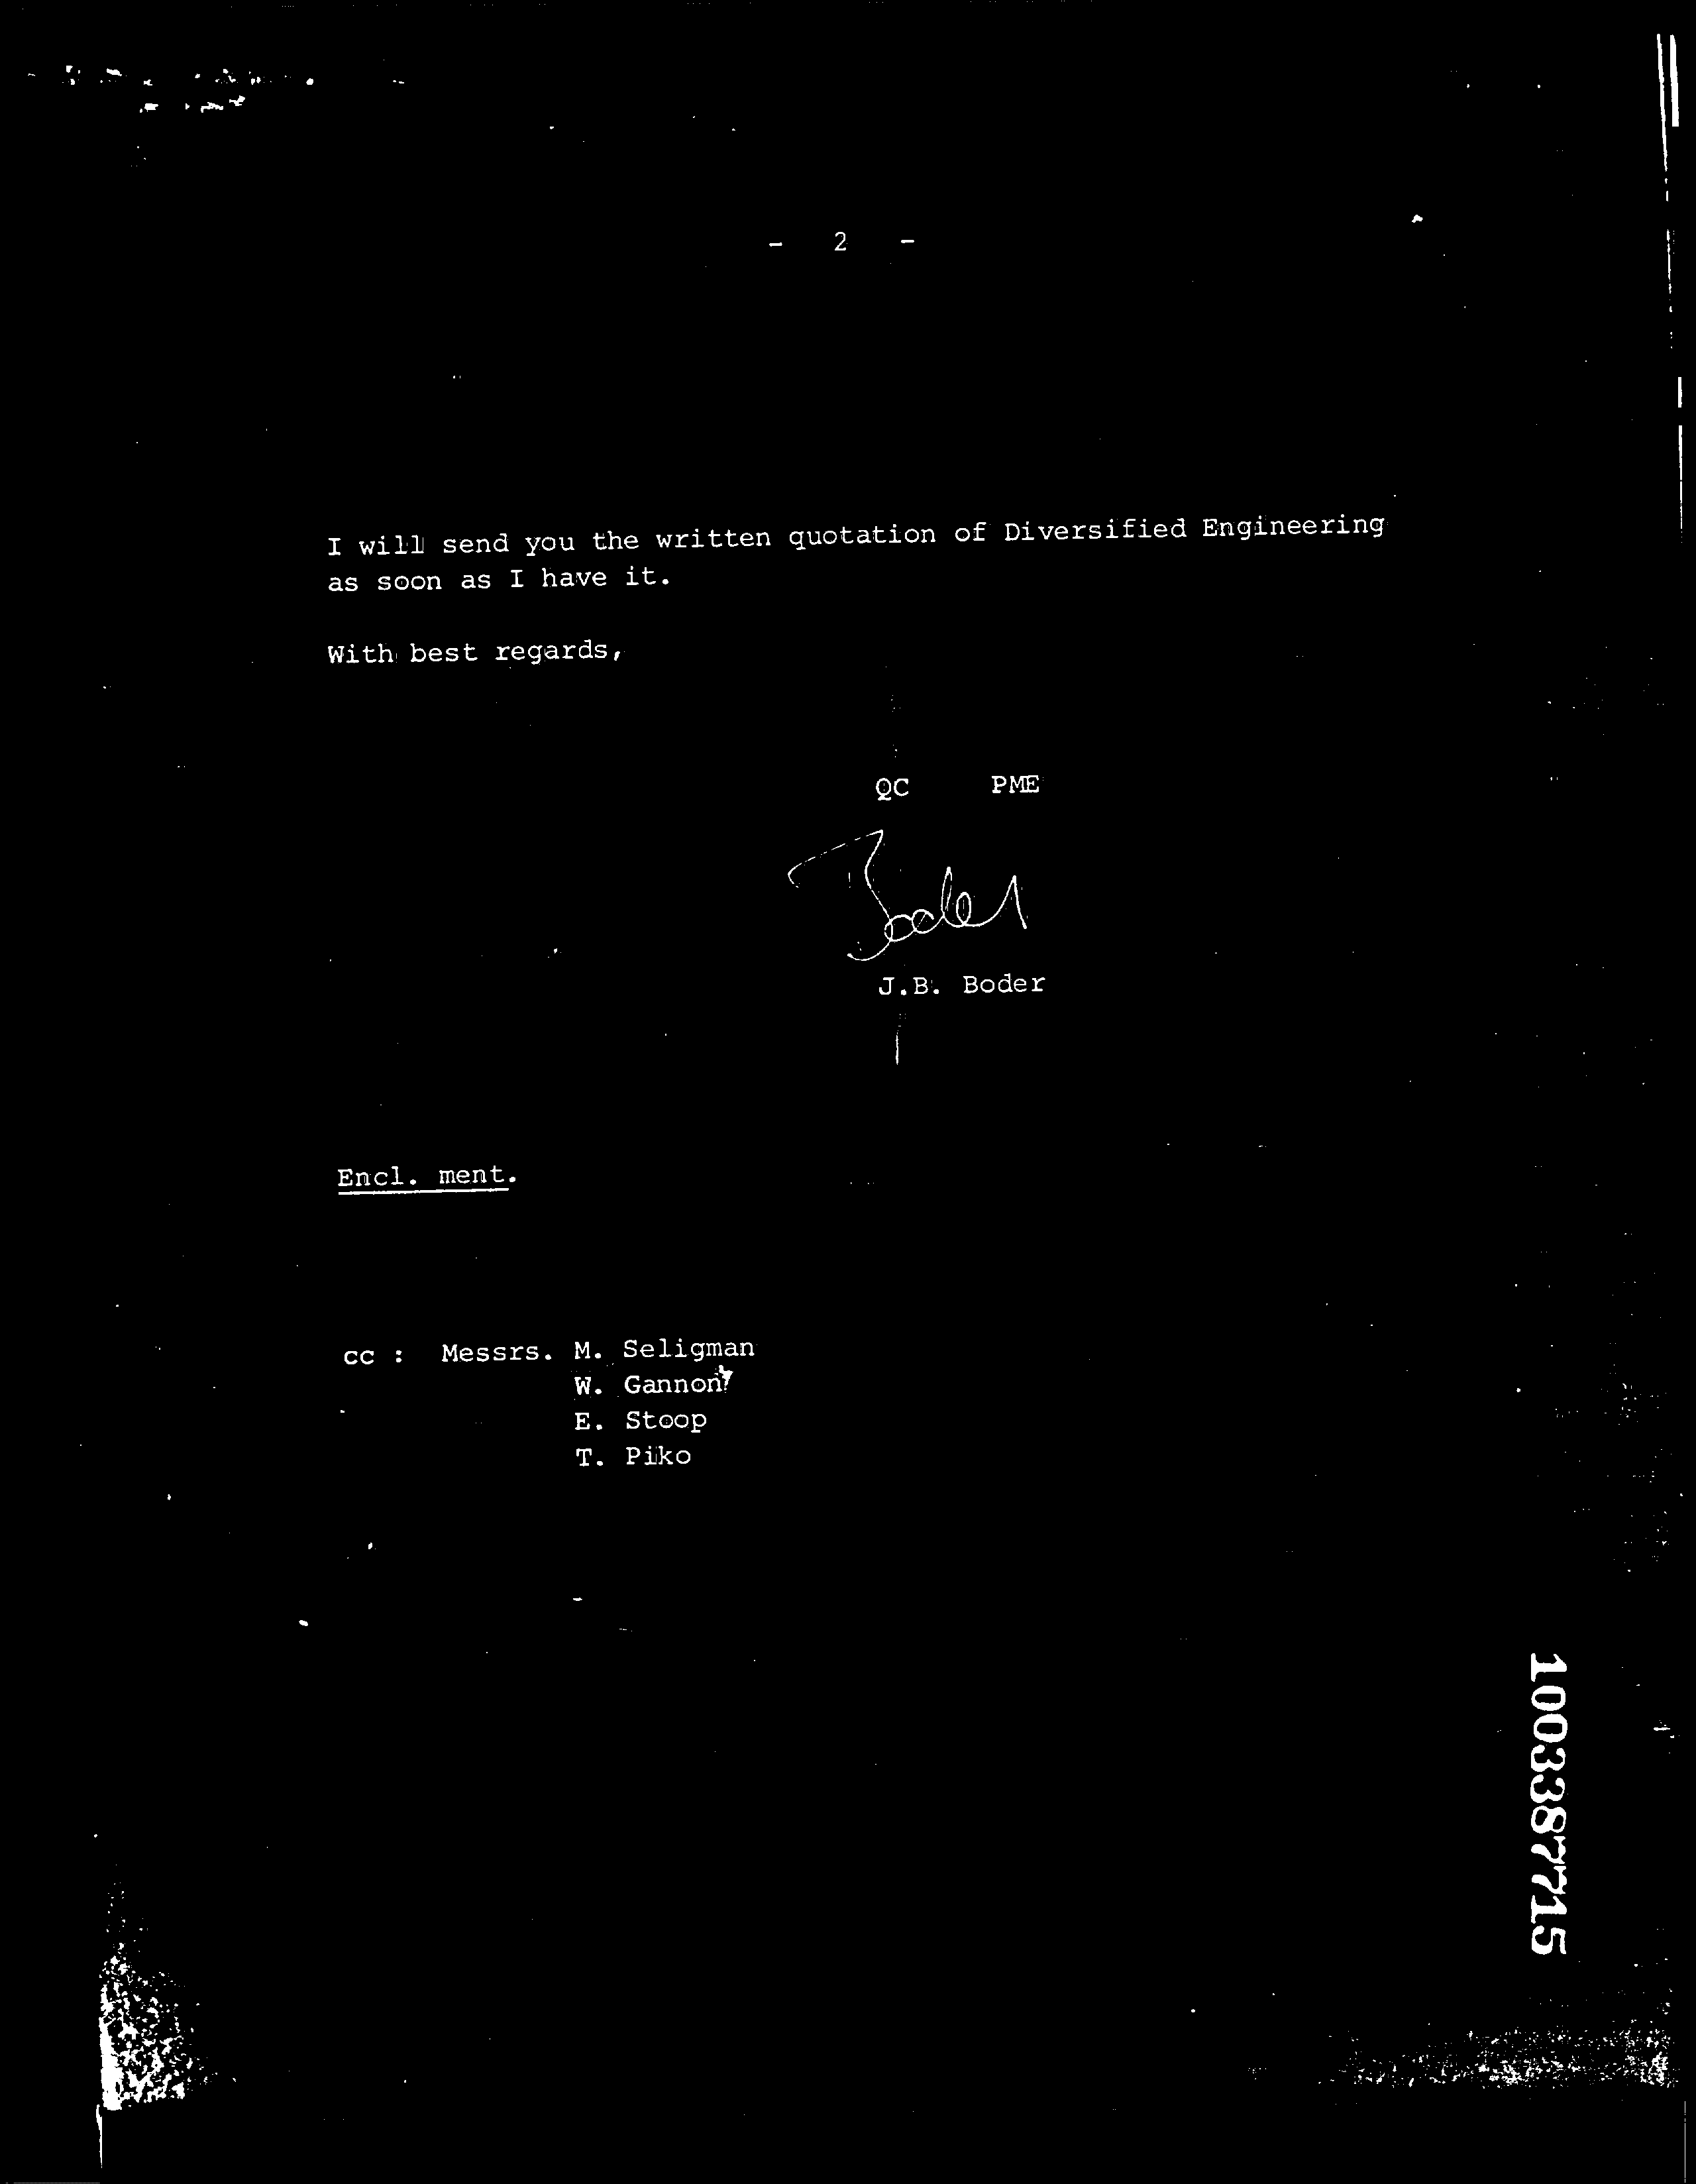 - 2 -
I will send you the written quotation of Diversified Engineering
as soon as I have it.
With best regards,
QC PME
Boder
J.B. Boder
Encl. ment.
cc : Messrs. M. Seligman
W. Gannon
E. Stoop
T. Piko
1003387715